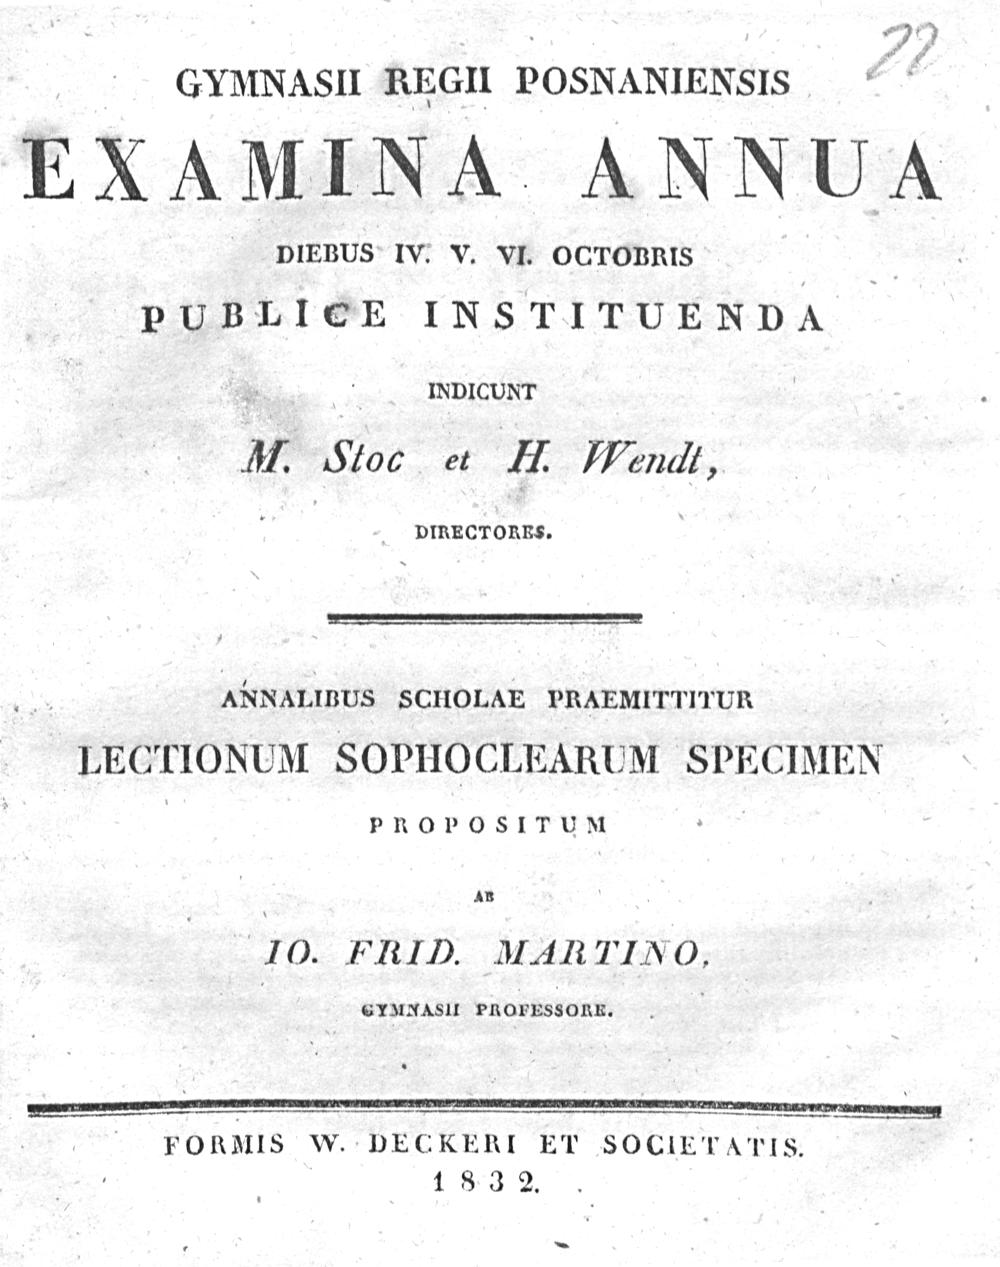 22
GYMNASII REGII POSNANIENSIS
EXAMINA ANNUA
DIEBUS IV. V. VI. OCTOBRIS
PUBLICE INSTITUENDA
INDICUNT
M. Stoc et H. Wendt,
DIRECTORES.
ANNALIBUS SCHOLAE PRAEMITTITUR
LECTIONUM SOPHOCLEARUM SPECIMEN
PROPOSITUM
AB
IO. FRID. MARTINO,
GYMNASII PROFESSORE.
FORMIS W. DECKERI ET SOCIETATIS.
1832.